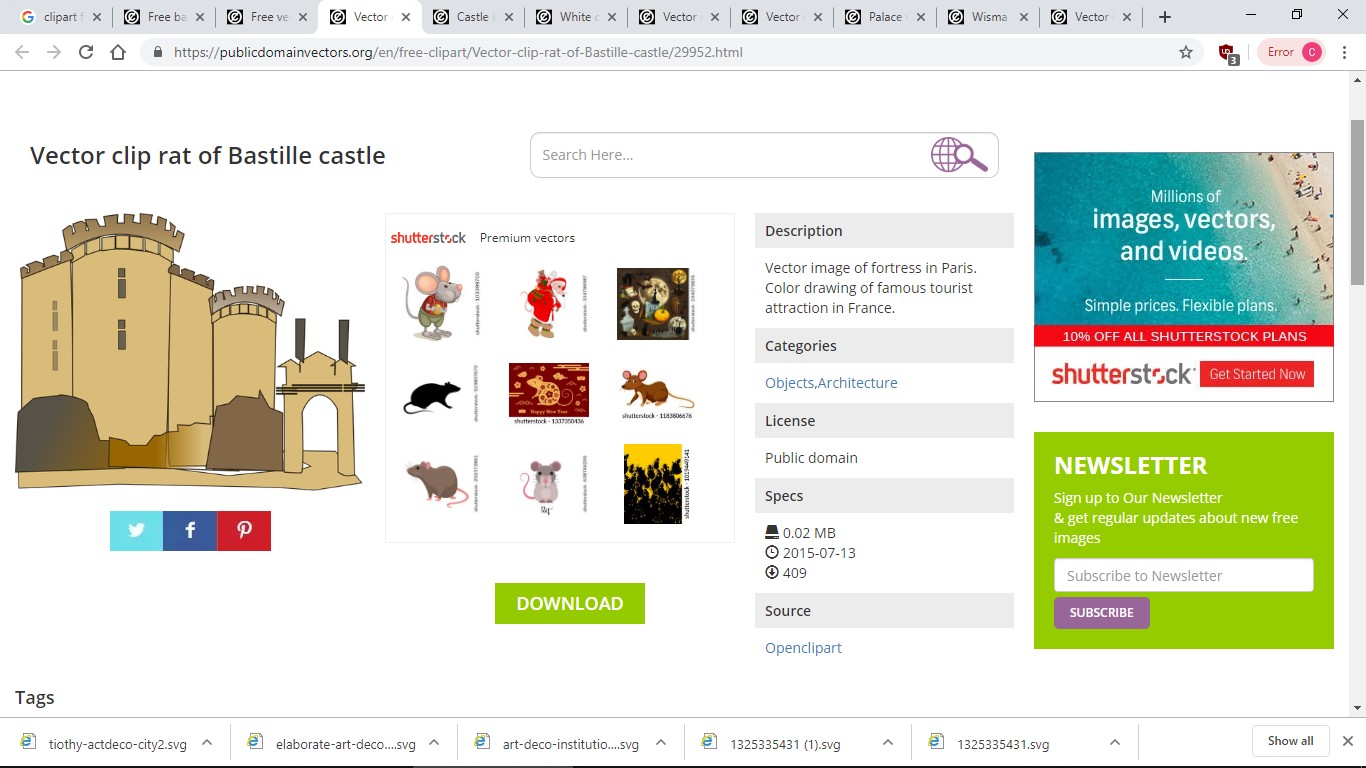 clipart f
Free ba
Free ve
Vector
Castle i
White c
Vector i
Vector
Palace
Wisma
Vector
https://publicdomainvectors.org/en/free-clipart/Vector-clip-rat-of-Bastille-castle/29952.html
3
Error C
Vector clip rat of Bastille castle
Search Here...
shutterstock Premium vectors
Happy New Year
shutterstock · 1337350436
shutterstock · 1183806676
Description
Vector image of fortress in Paris.
Color drawing of famous tourist
attraction in France.
Categories
Objects,Architecture
License
Public domain
Specs
0.02 MB
2015-07-13
409
Source
Openclipart
DOWNLOAD
Millions of
images, vectors,
and videos.
Simple prices. Flexible plans.
10% OFF ALL SHUTTERSTOCK PLANS
shutterstock Get Started Now
NEWSLETTER
Sign up to Our Newsletter
& get regular updates about new free
images
Subscribe to Newsletter
SUBSCRIBE
Tags
tiothy-actdeco-city2.svg
elaborate-art-deco....svg
art-deco-institutio....svg
1325335431 (1).svg
1325335431.svg
Show all